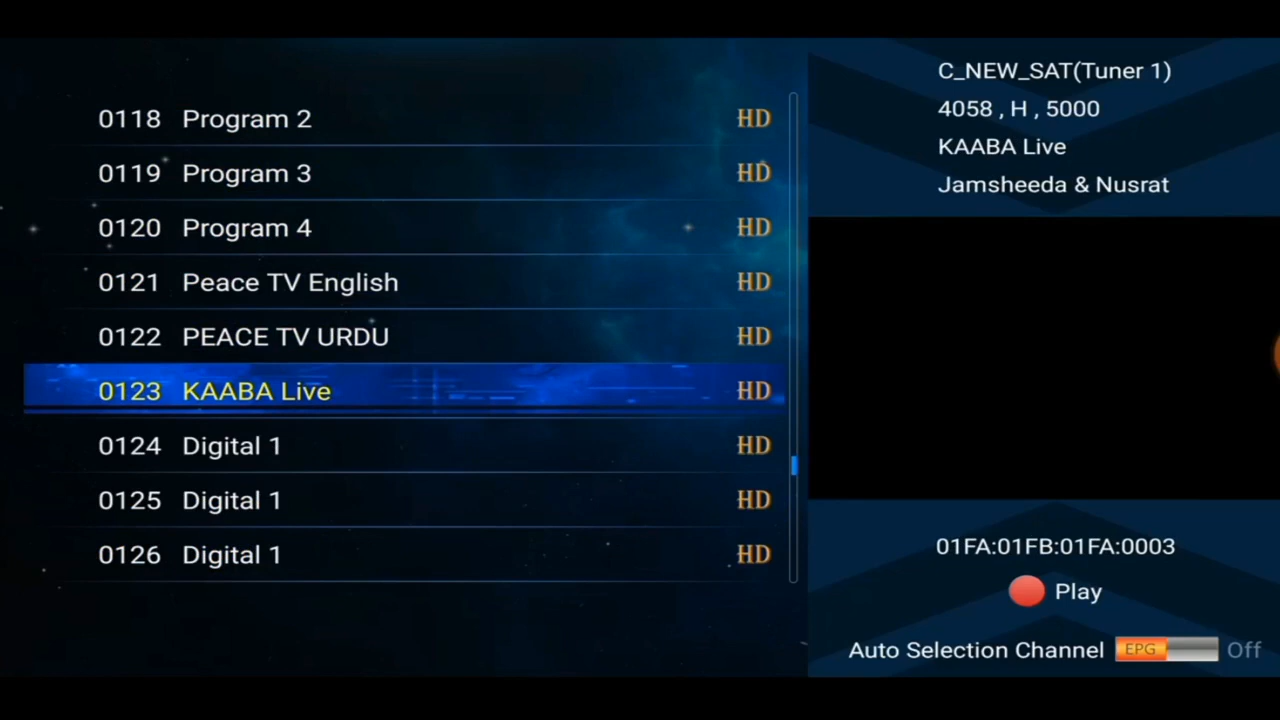 0118 Program 2 HD
0119 Program 3 HD
0120 Program 4 HD
0121 Peace TV English HD
0122 PEACE TV URDU HD
0123 KAABA Live HD
0124 Digital 1 HD
0125 Digital 1 HD
0126 Digital 1 HD
C_NEW_SAT(Tuner 1)
4058 , H , 5000
KAABA Live
Jamsheeda & Nusrat
01FA:01FB:01FA:0003
Play
Auto Selection Channel EPG Off